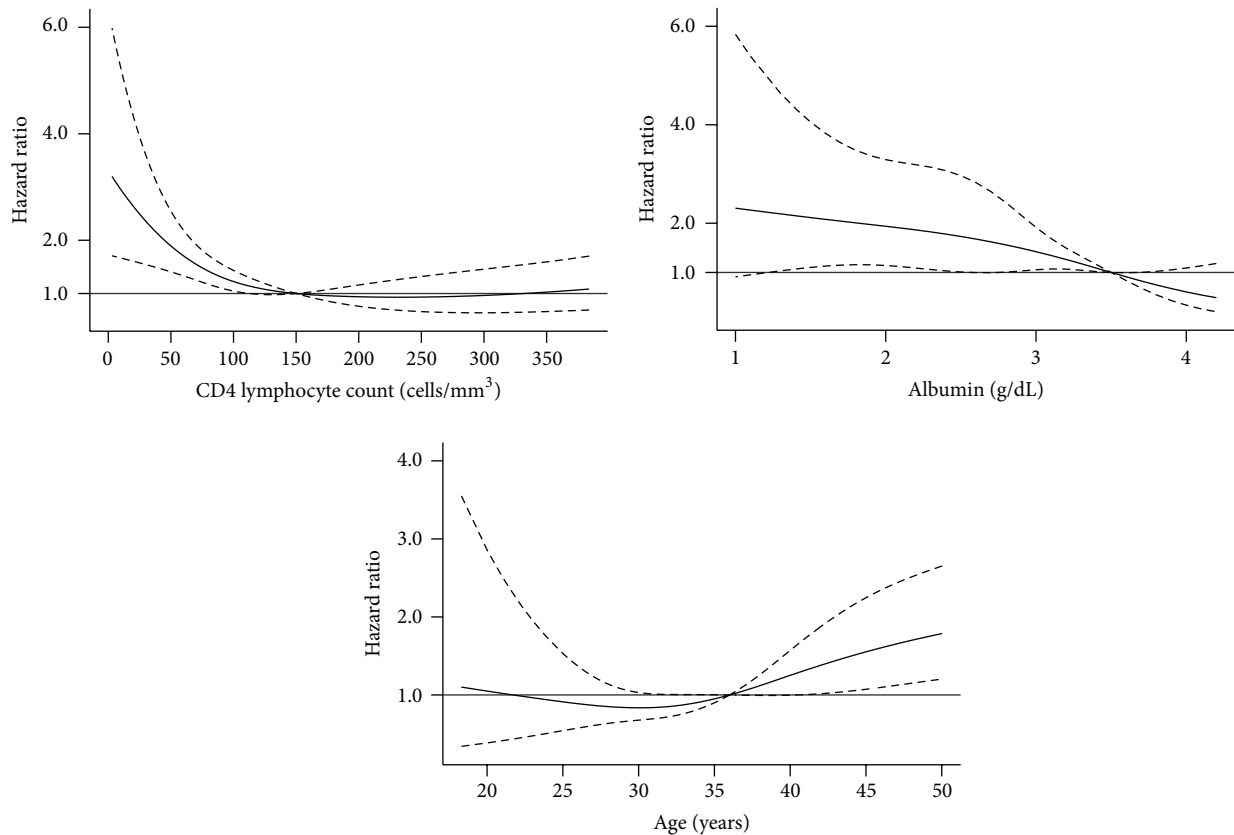 6.0
4.0
2.0
1.0
Hazard ratio
0 50 100 150 200 250 300 350
CD4 lymphocyte count (cells/mm³)
6.0
4.0
2.0
1.0
Hazard ratio
1 2 3 4
Albumin (g/dL)
4.0
3.0
2.0
1.0
Hazard ratio
20 25 30 35 40 45 50
Age (years)